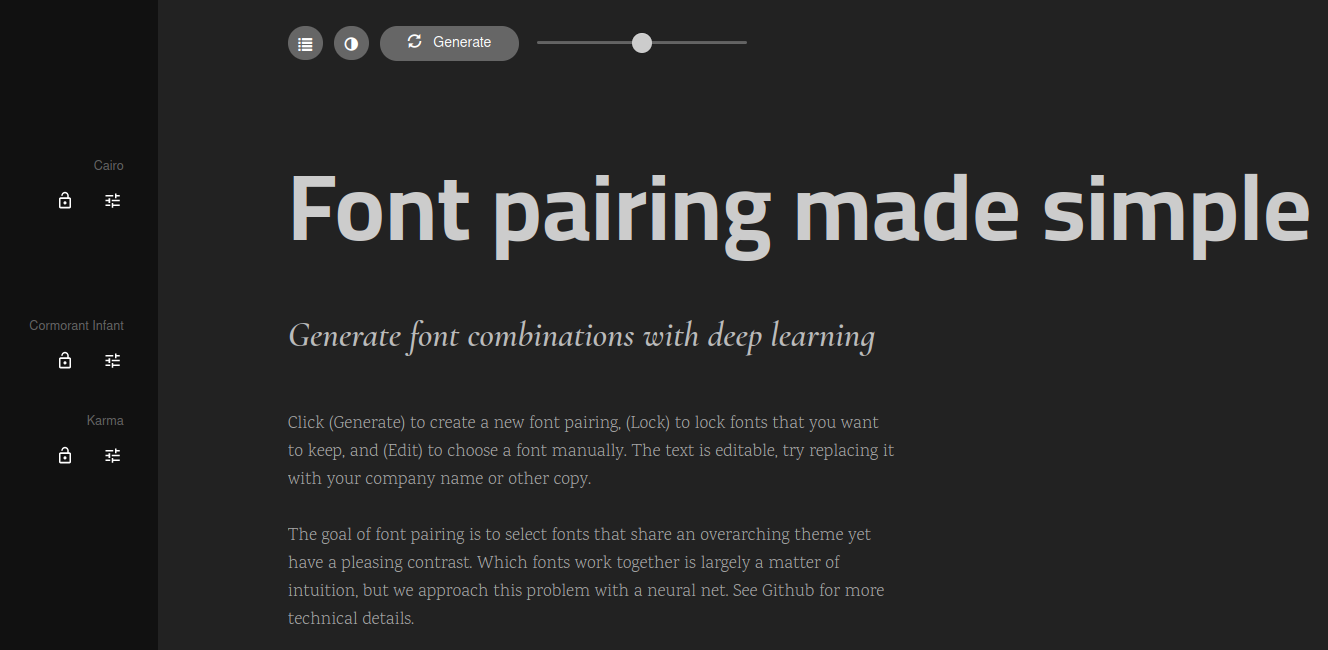 Generate
Cairo
Font pairing made simple
Cormorant Infant
Generate font combinations with deep learning
Karma
Click (Generate) to create a new font pairing, (Lock) to lock fonts that you want
to keep, and (Edit) to choose a font manually. The text is editable, try replacing it
with your company name or other copy.
The goal of font pairing is to select fonts that share an overarching theme yet
have a pleasing contrast. Which fonts work together is largely a matter of
intuition, but we approach this problem with a neural net. See Github for more
technical details.